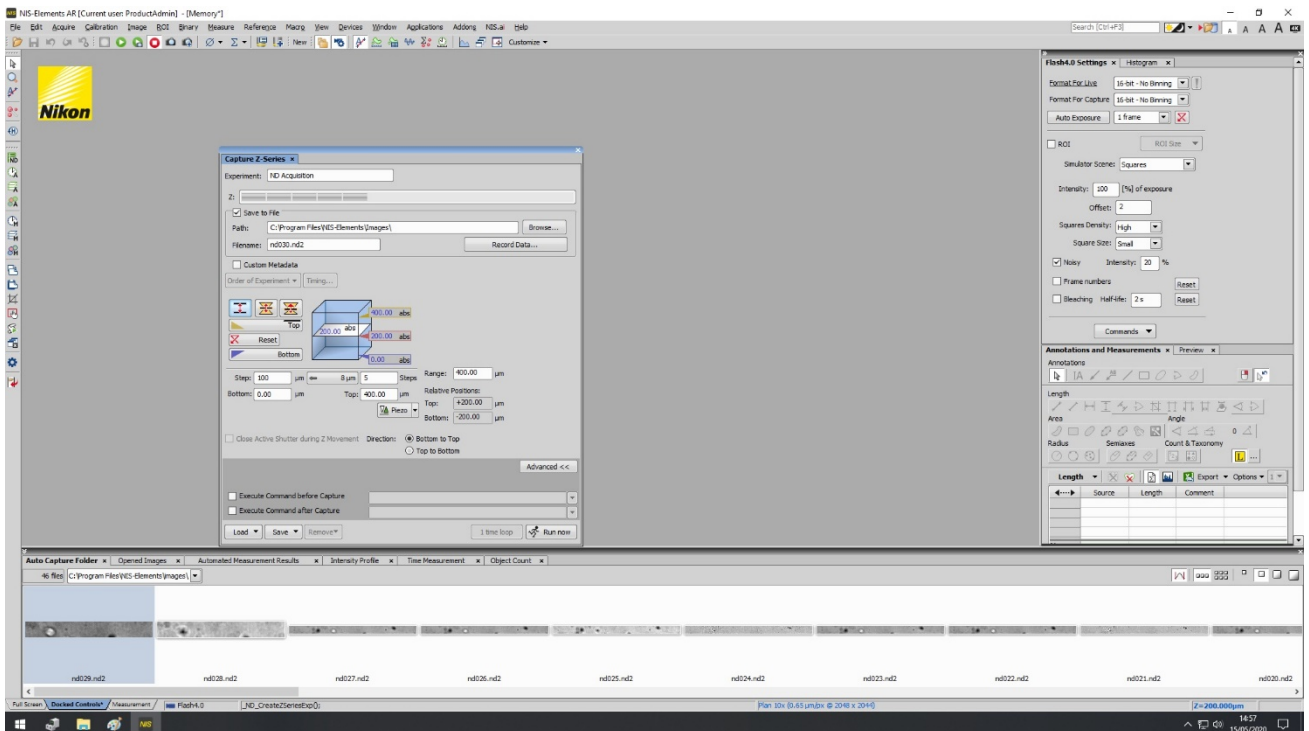 NIS-Elements AR [Current user: ProductAdmin] - [Memory*]
File Edit Acquire Calibration Image ROI Binary Measure Reference Macro View Devices Window Applications Addons NIS.ai Help
Search [Ctrl+F3]
A A A A
New
Customize
Nikon
Flash4.0 Settings x Histogram x
Format For Live 16-bit - No Binning
Format For Capture 16-bit - No Binning
Auto Exposure 1 frame
ROI ROI Size
Simulator Scene: Squares
Intensity: 100 [%] of exposure
Offset: 2
Squares Density: High
Square Size: Small
Noisy Intensity: 20 %
Frame numbers Reset
Bleaching Half-life: 2 s Reset
Commands
Capture Z-Series x
Experiment: ND Acquisition
Z:
Save to File
Path: C:\Program Files\NIS-Elements\Images\ Browse...
Filename: nd030.nd2 Record Data...
Custom Metadata
Order of Experiment Timing...
Top
Reset
Bottom
400.00 abs
200.00 abs
200.00 abs
0.00 abs
Step: 100 µm 8 µm 5 Steps Range: 400.00 µm
Bottom: 0.00 µm Top: 400.00 µm Relative Positions:
Piezo Top: +200.00 µm
Bottom: -200.00 µm
Close Active Shutter during Z Movement Direction: Bottom to Top
Top to Bottom
Advanced <<
Execute Command before Capture
Execute Command after Capture
Load Save Remove 1 time loop Run now
Annotations and Measurements x Preview x
Annotations
Length
Area Angle
Radius Semiaxes Count & Taxonomy
Length Export Options 1
Source Length Comment
Auto Capture Folder x Opened Images x Automated Measurement Results x Intensity Profile x Time Measurement x Object Count x
46 files C:\Program Files\NIS-Elements\Images\
nd029.nd2 nd028.nd2 nd027.nd2 nd026.nd2 nd025.nd2 nd024.nd2 nd023.nd2 nd022.nd2 nd021.nd2 nd020.nd2
Full Screen Docked Controls* Measurement Flash4.0 _ND_CreateZSeriesExp(); Plan 10x [0.65 µm/px @ 2048 x 2044] Z=200.000µm
NIS
14:57
15/05/2020